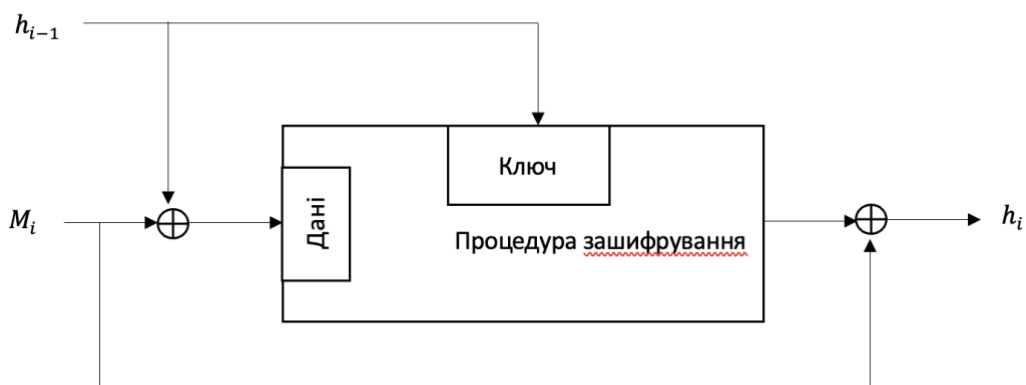 h_{i-1}
Ключ
Дані
M_i
h_i
Процедура зашифрування